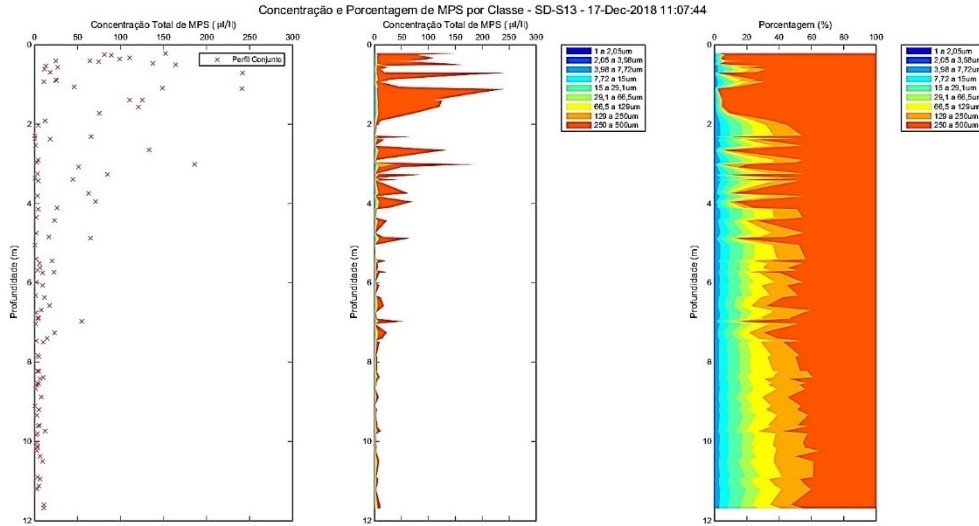 Concentração e Porcentagem de MPS por Classe - SD-S13 - 17-Dec-2018 11:07:44
Concentração Total de MPS ( µl/l)
0 50 100 150 200 250 300
Perfil Conjunto
Profundidade (m)
0
2
4
6
8
10
12
Concentração Total de MPS ( µl/l)
0 50 100 150 200 250 300
Profundidade (m)
0
2
4
6
8
10
12
1 a 2,05um
2,05 a 3,98um
3,98 a 7,72um
7,72 a 15um
15 a 29,1um
29,1 a 66,5um
66,5 a 129um
129 a 250um
250 a 500um
Porcentagem (%)
0 20 40 60 80 100
Profundidade (m)
0
2
4
6
8
10
12
1 a 2,05um
2,05 a 3,98um
3,98 a 7,72um
7,72 a 15um
15 a 29,1um
29,1 a 66,5um
66,5 a 129um
129 a 250um
250 a 500um